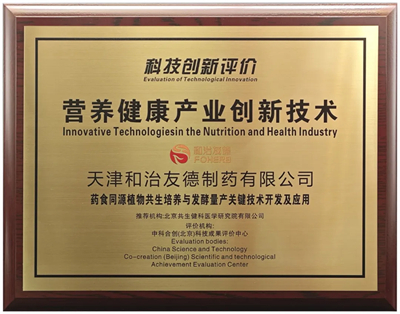 科技创新评价
Evaluation of Technological Innovation
营养健康产业创新技术
Innovative Technologiesin the Nutrition and Health Industry
和治友德
FOHERB
天津和治友德制药有限公司
药食同源植物共生培养与发酵量产关键技术开发及应用
推荐机构:北京共生健科医学研究院有限公司
评价机构:
中科合创(北京)科技成果评价中心
Evaluation bodies:
China Science and Technology
Co-creation (Beijing) Scientific and technological
Achievement Evaluation Center